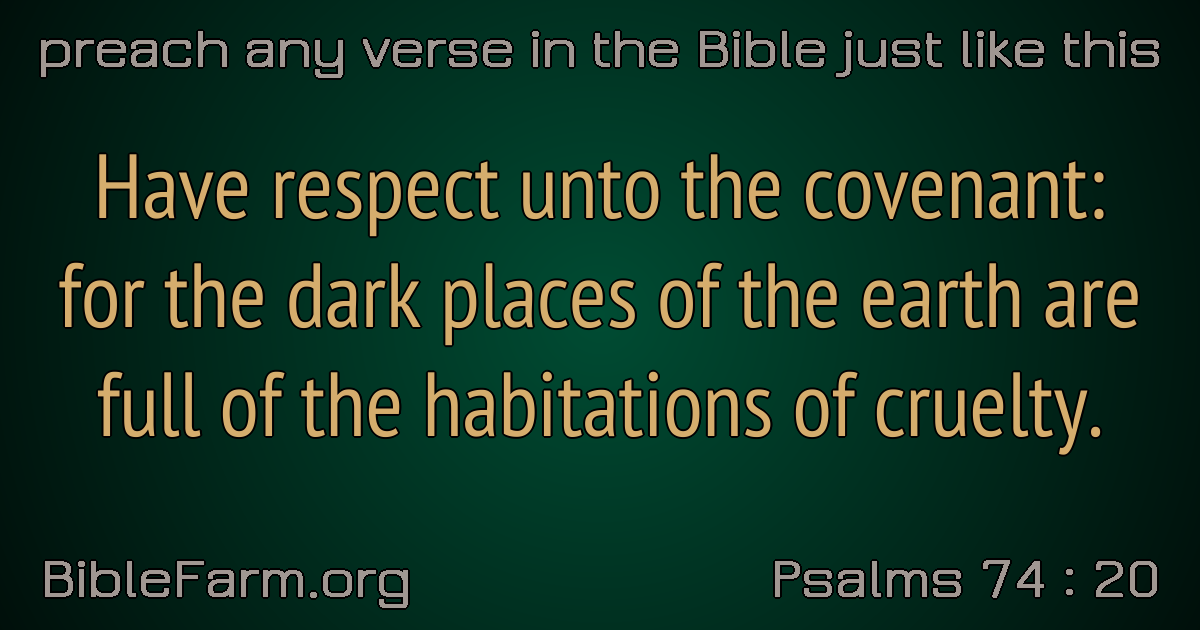 preach any verse in the Bible just like this
Have respect unto the covenant:
for the dark places of the earth are
full of the habitations of cruelty.
BibleFarm.org
Psalms 74 : 20